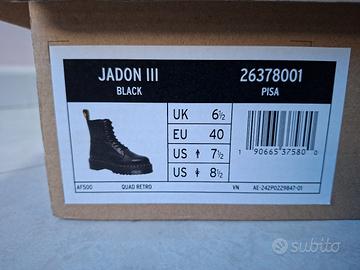 JADON III
BLACK
26378001
PISA
UK 6½
EU 40
US 7½
US 8½
1 90665 37580 0
AF500 QUAD RETRO VN AE-242P0229847-01
subito